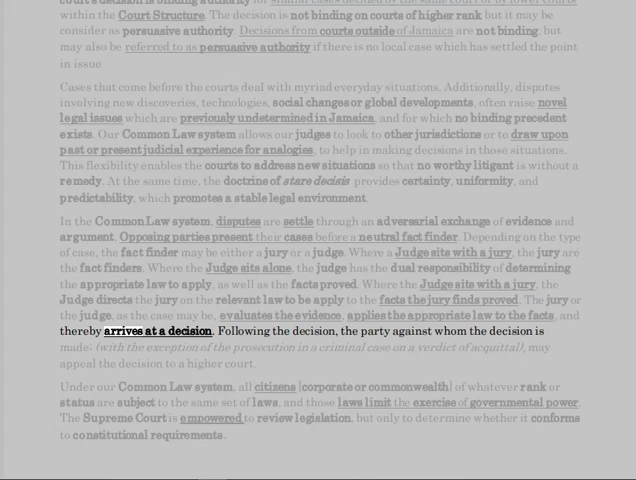 court's decision is binding authority for similar cases decided by the same court or by lower courts
within the Court Structure. The decision is not binding on courts of higher rank but it may be
consider as persuasive authority. Decisions from courts outside of Jamaica are not binding, but
may also be referred to as persuasive authority if there is no local case which has settled the point
in issue
Cases that come before the courts deal with myriad everyday situations. Additionally, disputes
involving new discoveries, technologies, social changes or global developments, often raise novel
legal issues which are previously undetermined in Jamaica, and for which no binding precedent
exists. Our Common Law system allows our judges to look to other jurisdictions or to draw upon
past or present judicial experience for analogies, to help in making decisions in those situations.
This flexibility enables the courts to address new situations so that no worthy litigant is without a
remedy. At the same time, the doctrine of stare decisis provides certainty, uniformity, and
predictability, which promotes a stable legal environment.
In the Common Law system, disputes are settle through an adversarial exchange of evidence and
argument. Opposing parties present their cases before a neutral fact finder. Depending on the type
of case, the fact finder may be either a jury or a judge. Where a Judge sits with a jury, the jury are
the fact finders. Where the Judge sits alone, the judge has the dual responsibility of determining
the appropriate law to apply, as well as the facts proved. Where the Judge sits with a jury, the
Judge directs the jury on the relevant law to be apply to the facts the jury finds proved. The jury or
the judge, as the case may be, evaluates the evidence, applies the appropriate law to the facts, and
thereby arrives at a decision. Following the decision, the party against whom the decision is
made; (with the exception of the prosecution in a criminal case on a verdict of acquittal), may
appeal the decision to a higher court.
Under our Common Law system, all citizens [corporate or commonwealth] of whatever rank or
status are subject to the same set of laws, and those laws limit the exercise of governmental power.
The Supreme Court is empowered to review legislation, but only to determine whether it conforms
to constitutional requirements.